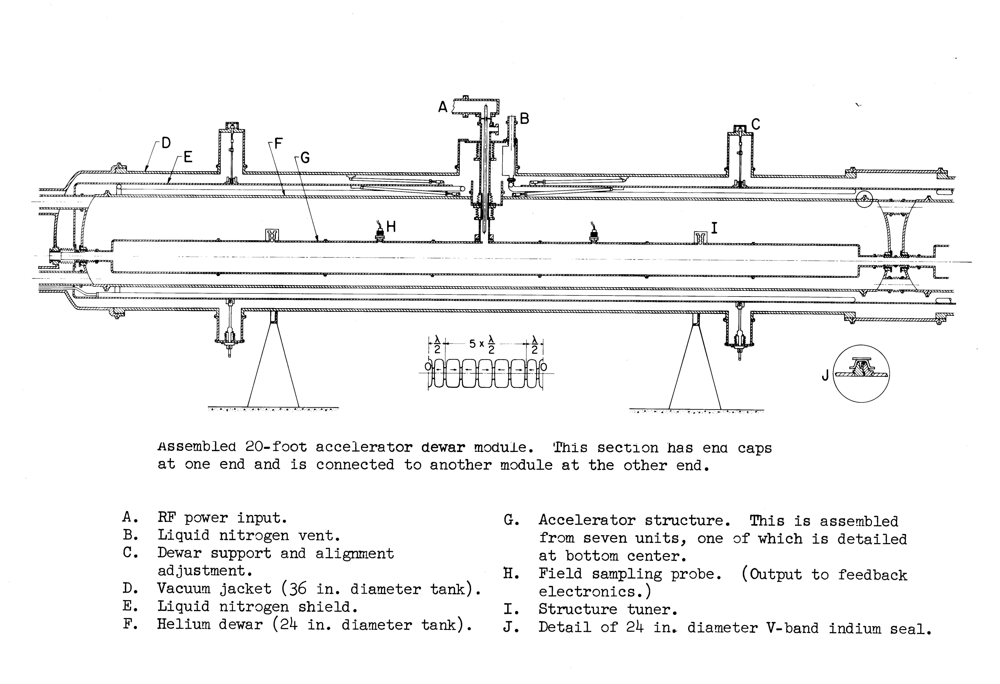 A
B
C
D
E
F
G
H
I
λ/2 5 x λ/2 λ/2
J
Assembled 20-foot accelerator dewar module. This section has end caps
at one end and is connected to another module at the other end.
A. RF power input.
B. Liquid nitrogen vent.
C. Dewar support and alignment
adjustment.
D. Vacuum jacket (36 in. diameter tank).
E. Liquid nitrogen shield.
F. Helium dewar (24 in. diameter tank).
G. Accelerator structure. This is assembled
from seven units, one of which is detailed
at bottom center.
H. Field sampling probe. (Output to feedback
electronics.)
I. Structure tuner.
J. Detail of 24 in. diameter V-band indium seal.